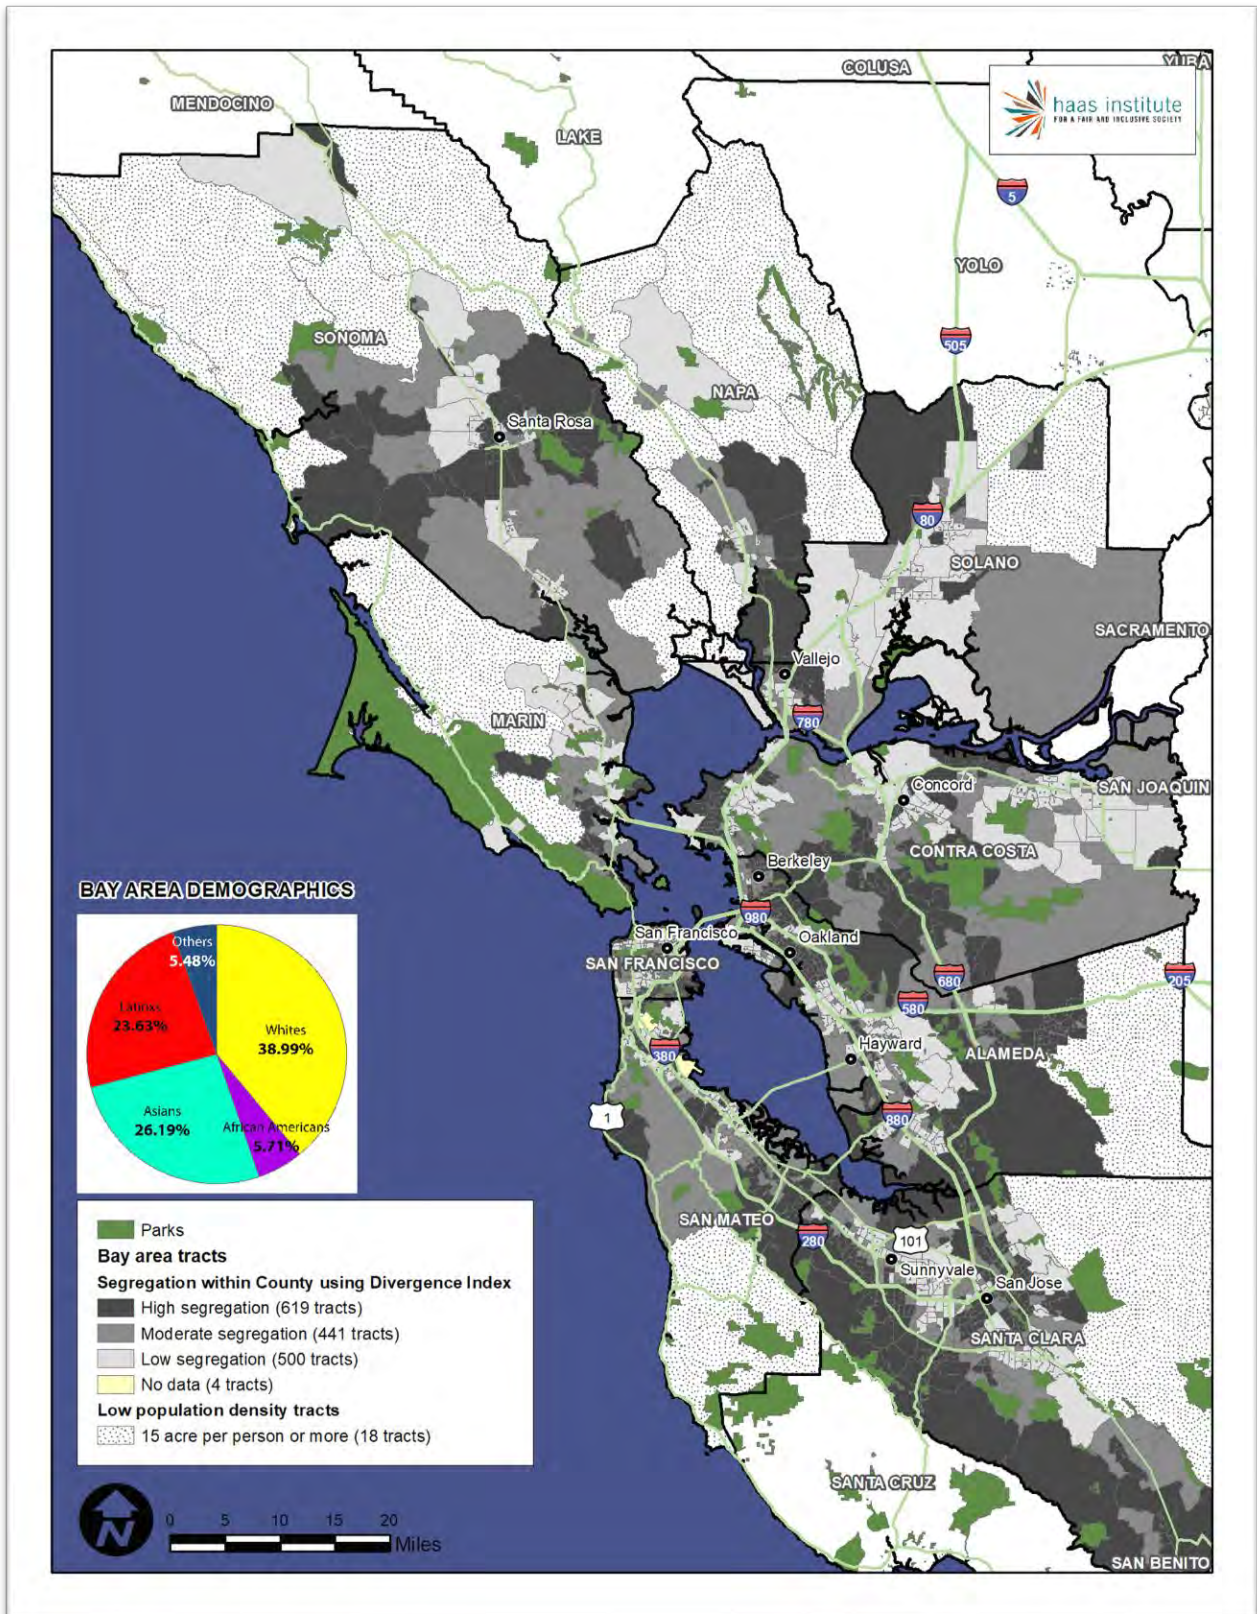 COLUSA
YUBA
haas institute
FOR A FAIR AND INCLUSIVE SOCIETY
MENDOCINO
LAKE
5
YOLO
SONOMA
505
NAPA
Santa Rosa
80
SOLANO
SACRAMENTO
Vallejo
MARIN
780
Concord
SAN JOAQUIN
CONTRA COSTA
Berkeley
980
San Francisco
Oakland
SAN FRANCISCO
680
205
580
Hayward
ALAMEDA
380
1
880
SAN MATEO
280
101
Sunnyvale
San Jose
SANTA CLARA
SANTA CRUZ
SAN BENITO
BAY AREA DEMOGRAPHICS
Others
5.48%
Latinxs
23.63%
Whites
38.99%
Asians
26.19%
African Americans
5.71%
Parks
Bay area tracts
Segregation within County using Divergence Index
High segregation (619 tracts)
Moderate segregation (441 tracts)
Low segregation (500 tracts)
No data (4 tracts)
Low population density tracts
15 acre per person or more (18 tracts)
N
0 5 10 15 20
Miles